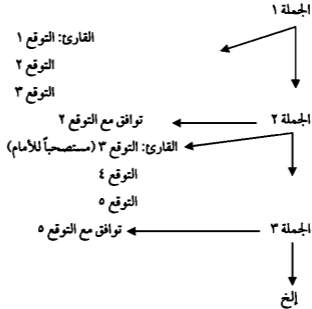 الجملة ١
القارئ: التوقع ١
التوقع ٢
التوقع ٣
الجملة ٢
توافق مع التوقع ٢
القارئ: التوقع ٣ (مستصحباً للأمام)
التوقع ٤
التوقع ٥
الجملة ٣
توافق مع التوقع ٥
إلخ